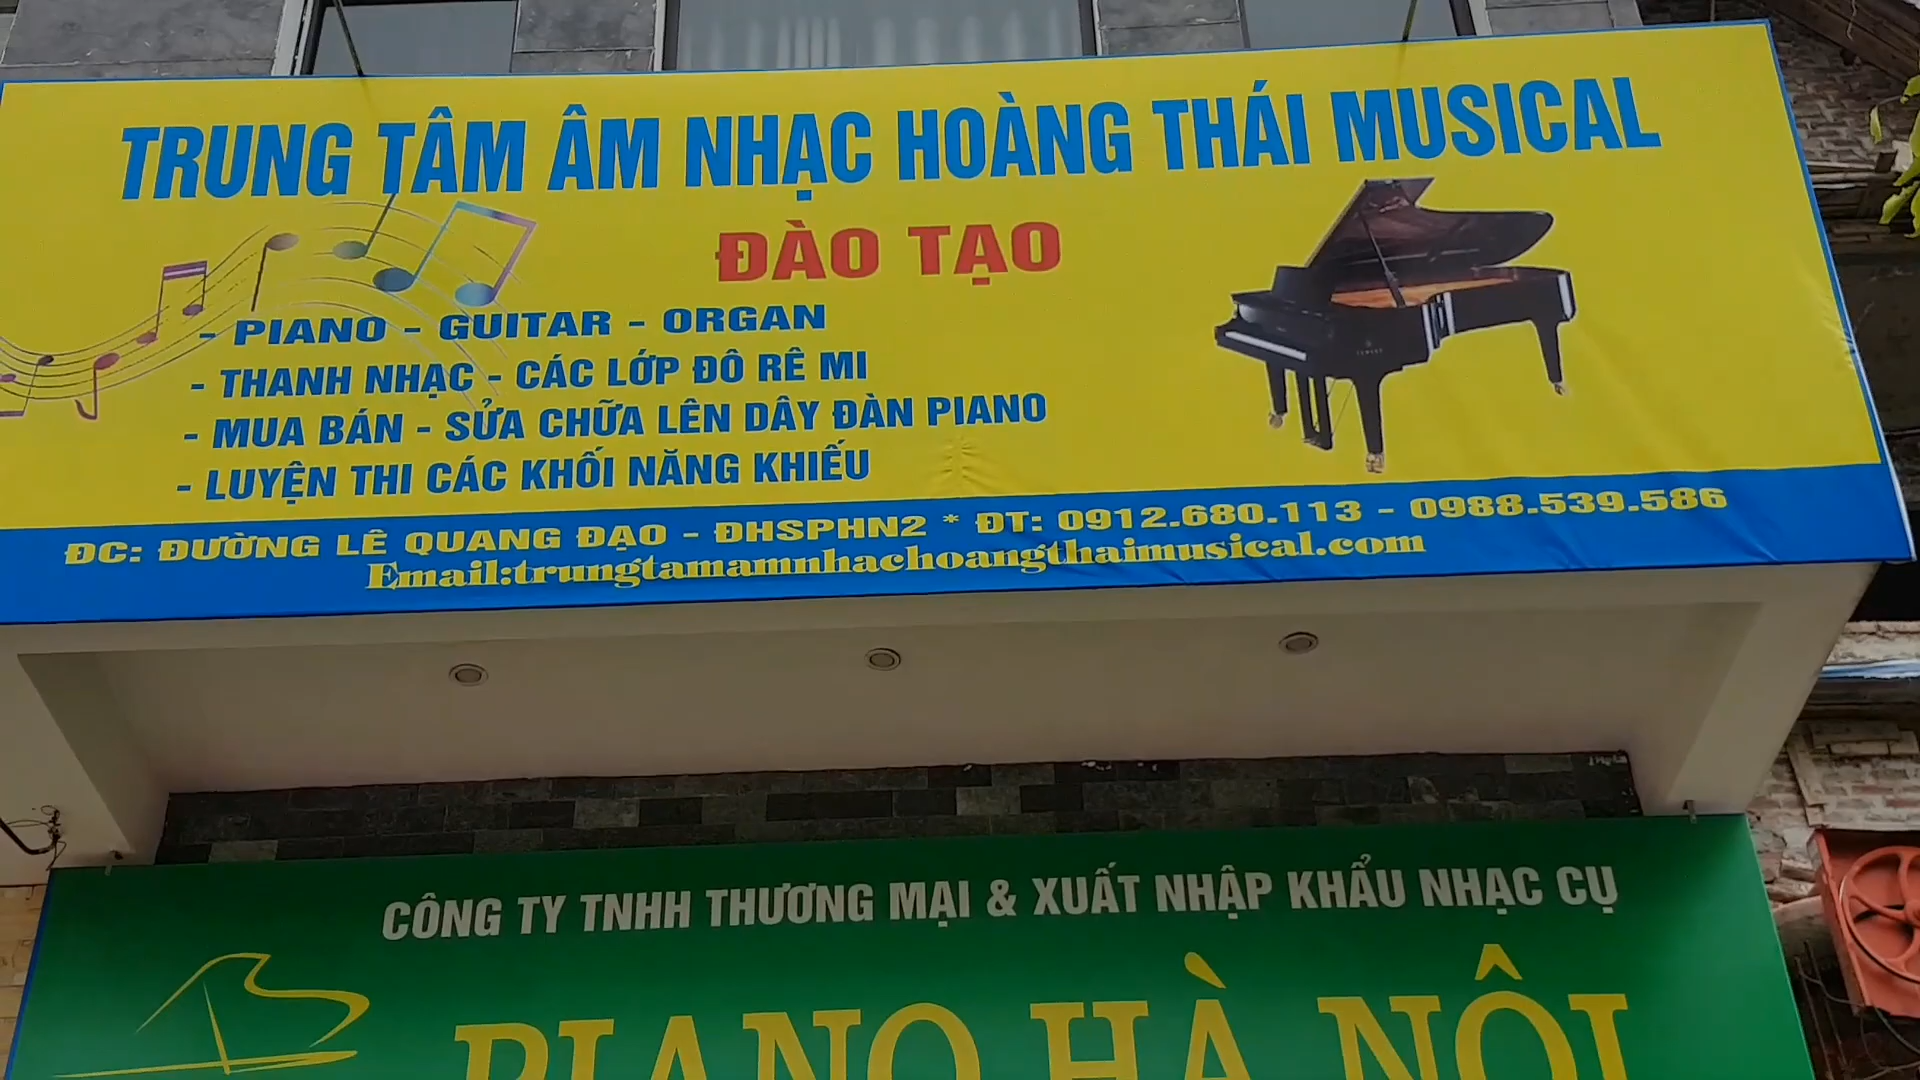 TRUNG TÂM ÂM NHẠC HOÀNG THÁI MUSICAL
ĐÀO TẠO
- PIANO - GUITAR - ORGAN
- THANH NHẠC - CÁC LỚP ĐÔ RÊ MI
- MUA BÁN - SỬA CHỮA LÊN DÂY ĐÀN PIANO
- LUYỆN THI CÁC KHỐI NĂNG KHIẾU
ĐC: ĐƯỜNG LÊ QUANG ĐẠO - ĐHSPHN2 * ĐT: 0912.680.113 - 0988.539.586
Email:trungtamamnhachoangthaimusical.com
CÔNG TY TNHH THƯƠNG MẠI & XUẤT NHẬP KHẨU NHẠC CỤ
PIANO HÀ NÔI